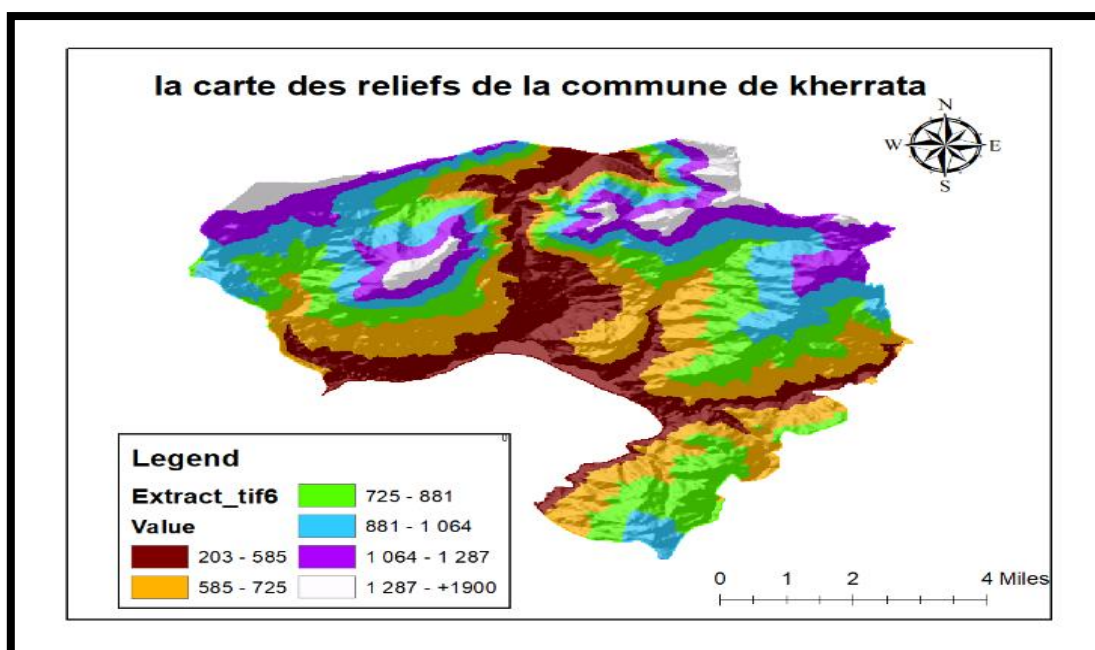 la carte des reliefs de la commune de kherrata
N
W E
S
Legend
Extract_tif6
Value
203 - 585
585 - 725
725 - 881
881 - 1 064
1 064 - 1 287
1 287 - +1900
0 1 2 4 Miles